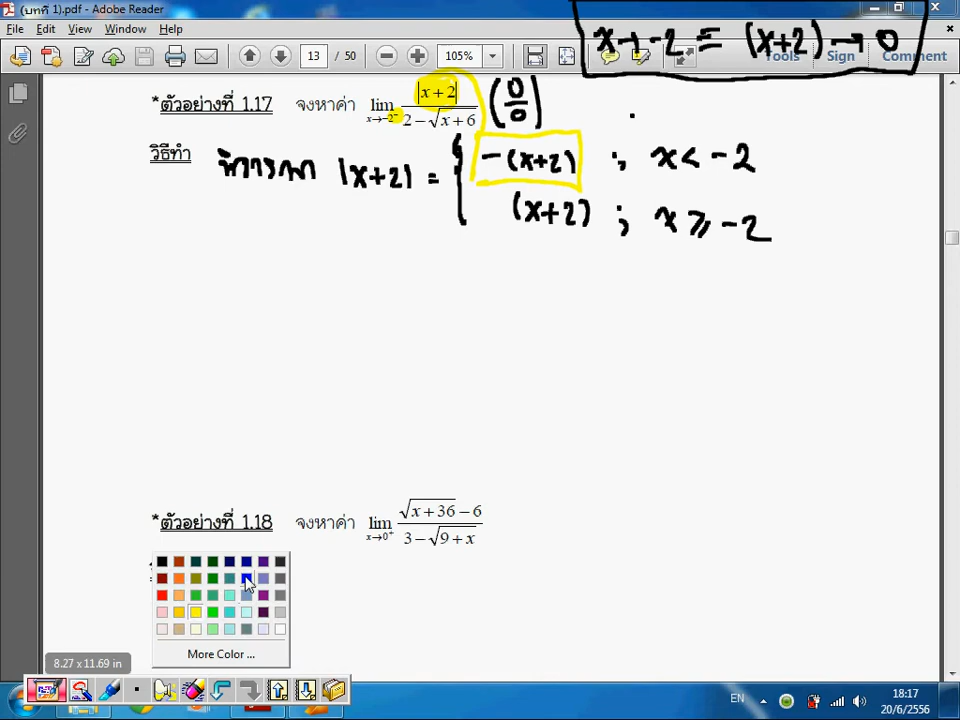 (บทที่ 1).pdf - Adobe Reader
File Edit View Window Help
x→-2 ≡ (x+2)→0
13 / 50 105% Tools Sign Comment
*ตัวอย่างที่ 1.17 จงหาค่า lim x→-2⁻ |x+2| / 2-√x+6 (0/0)
วิธีทำ พิจารณา |x+2| = { -(x+2) ; x < -2
(x+2) ; x ≥ -2
*ตัวอย่างที่ 1.18 จงหาค่า lim x→0⁺ √x+36 -6 / 3-√9+x
More Color ...
8.27 x 11.69 in
EN 18:17
20/6/2556